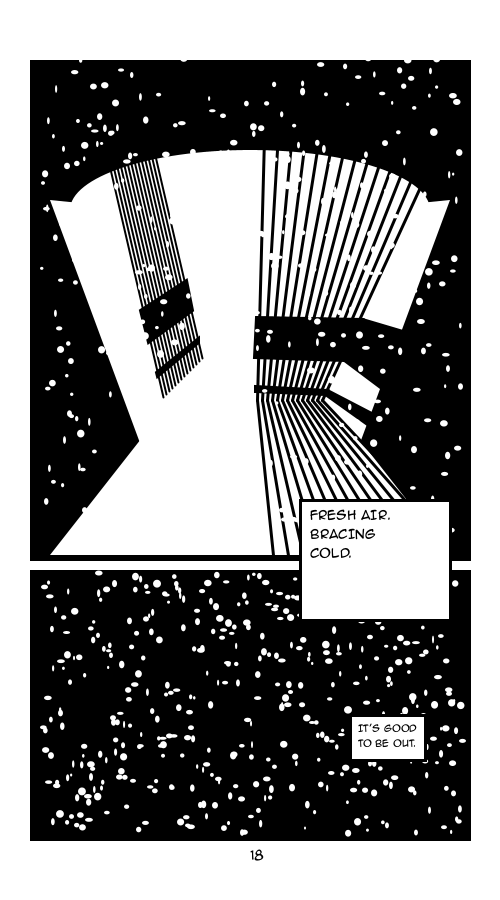 FRESH AIR.
BRACING
COLD.
IT'S GOOD
TO BE OUT.
18